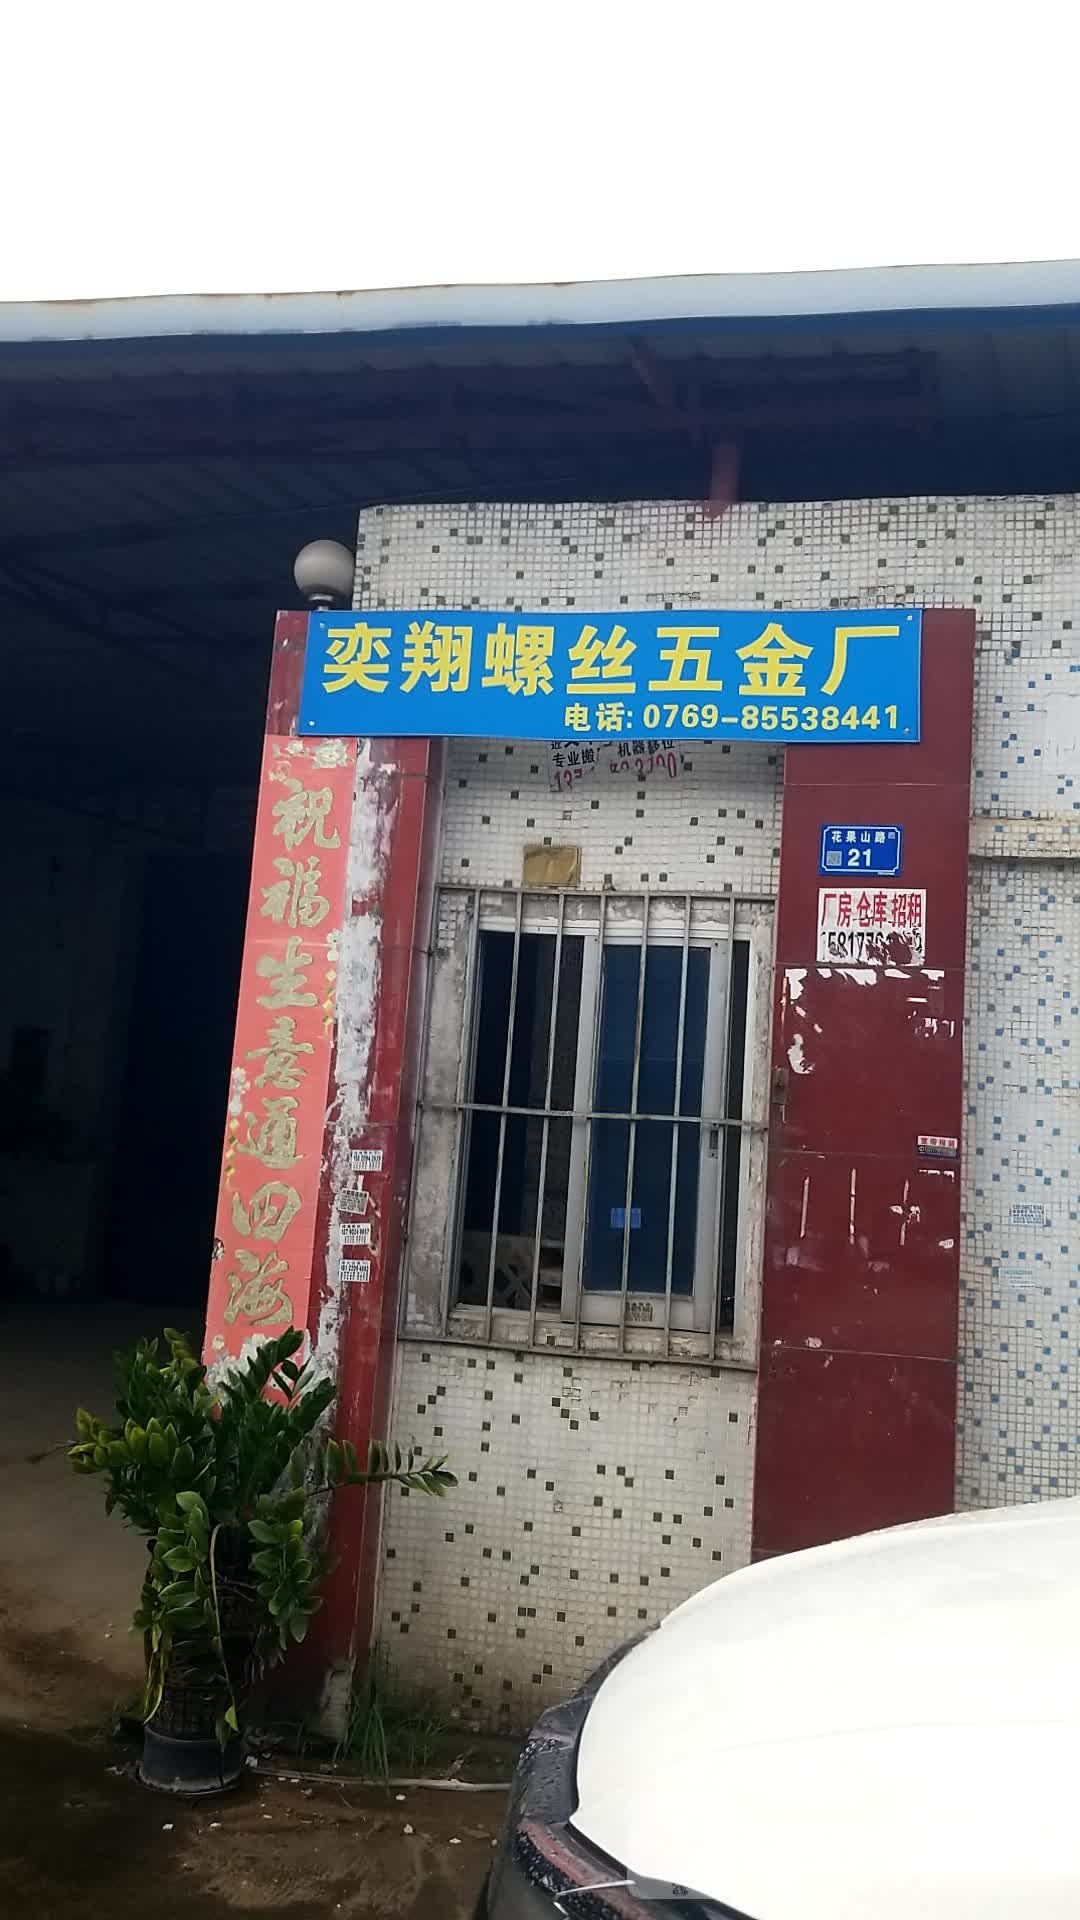 奕翔螺丝五金厂
电话: 0769-85538441
专业搬厂 机器移位
祝福生意通四海
花果山路
21
厂房 仓库 招租